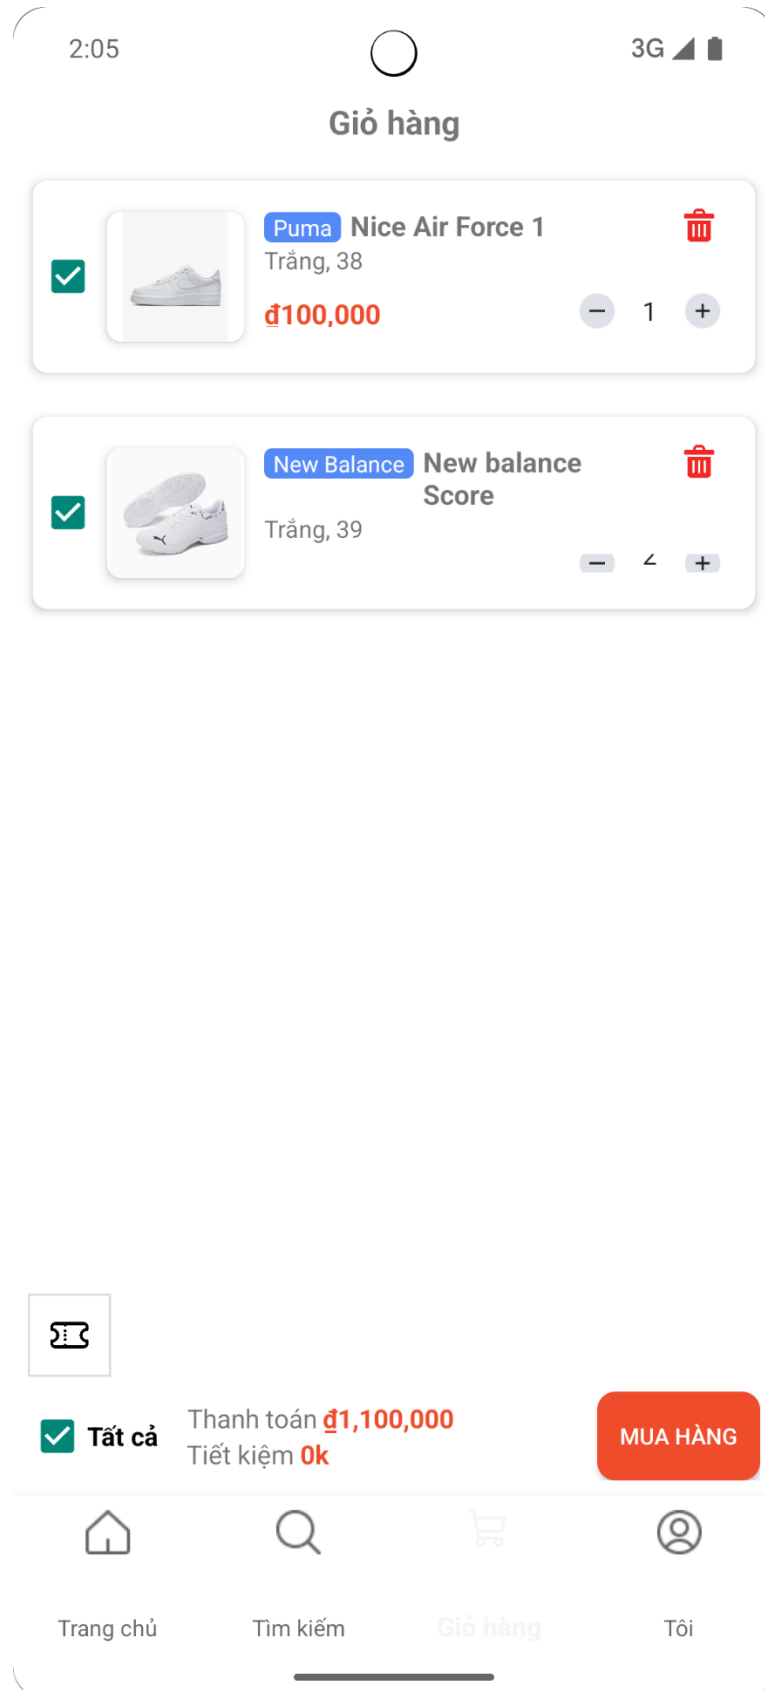 2:05
3G
Giỏ hàng
Puma Nice Air Force 1
Trắng, 38
₫100,000
1
New Balance New balance
Score
Trắng, 39
Tất cả
Thanh toán ₫1,100,000
Tiết kiệm 0k
MUA HÀNG
Trang chủ
Tìm kiếm
Giỏ hàng
Tôi